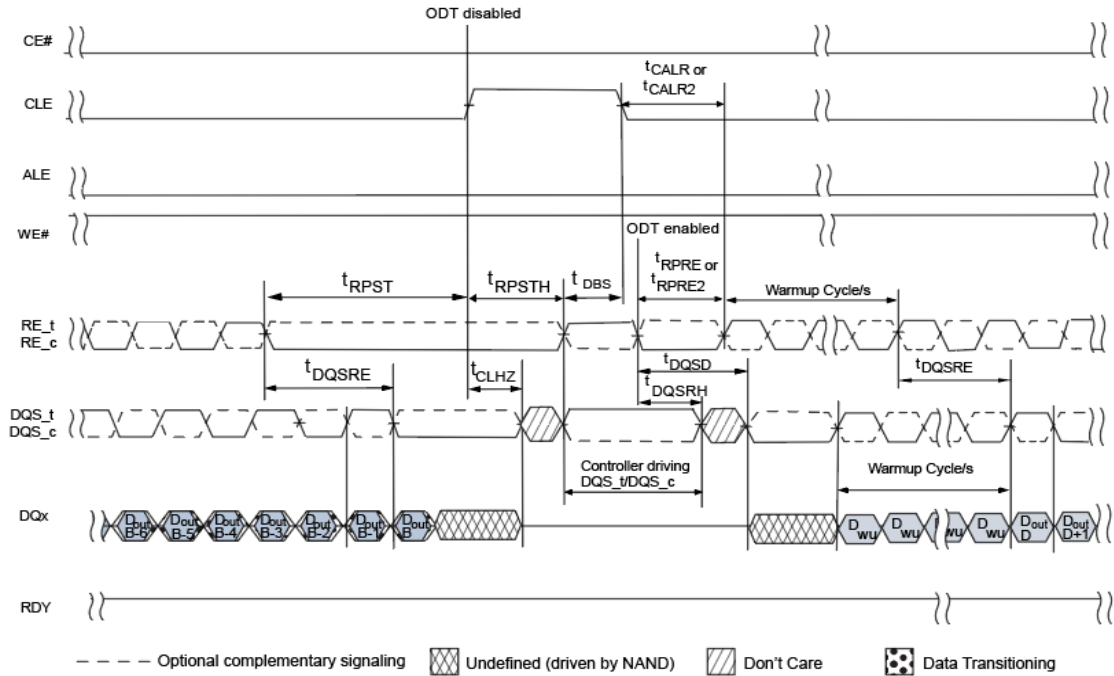 ODT disabled
CE#
tCALR or
tCALR2
CLE
ALE
WE#
ODT enabled
tRPST
tRPSTH
tDBS
tRPRE or
tRPRE2
Warmup Cycle/s
RE_t
RE_c
tDQSRE
tCLHZ
tDQSD
tDQSRH
tDQSRE
DQS_t
DQS_c
Controller driving
DQS_t/DQS_c
Warmup Cycle/s
DQx
Dout B-6
Dout B-5
Dout B-4
Dout B-3
Dout B-2
Dout B-1
Dout B
Dwu
Dwu
Dwu
Dwu
Dout D
Dout D+1
RDY
Optional complementary signaling
Undefined (driven by NAND)
Don't Care
Data Transitioning